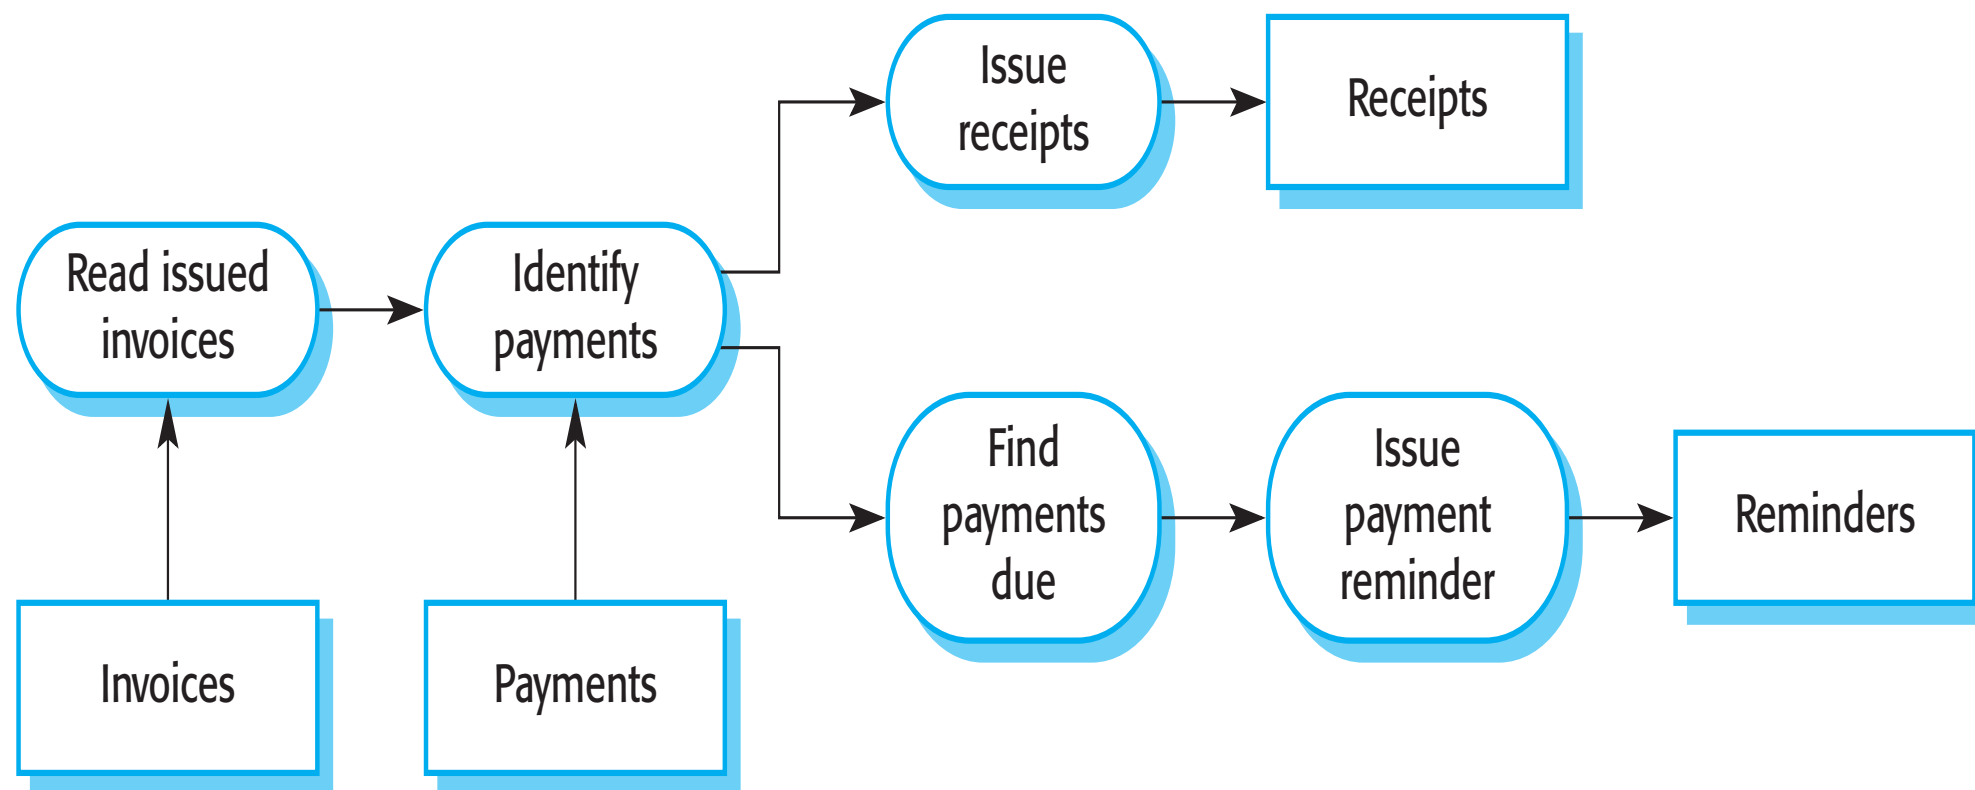 Issue
receipts
Receipts
Read issued
invoices
Identify
payments
Find
payments
due
Issue
payment
reminder
Reminders
Invoices
Payments